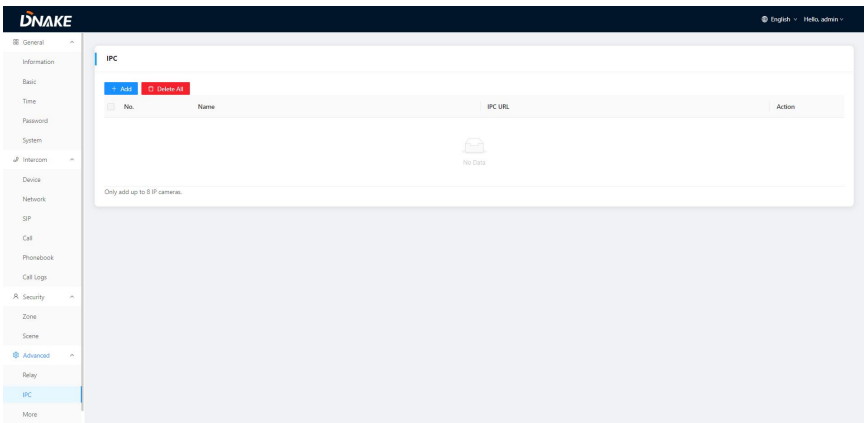 DNAKE
English
Hello, admin
General
Information
Basic
Time
Password
System
Intercom
Device
Network
SIP
Call
Phonebook
Call Logs
Security
Zone
Scene
Advanced
Relay
IPC
More
IPC
+ Add
Delete All
No. Name IPC URL Action
No Data
Only add up to 8 IP cameras.